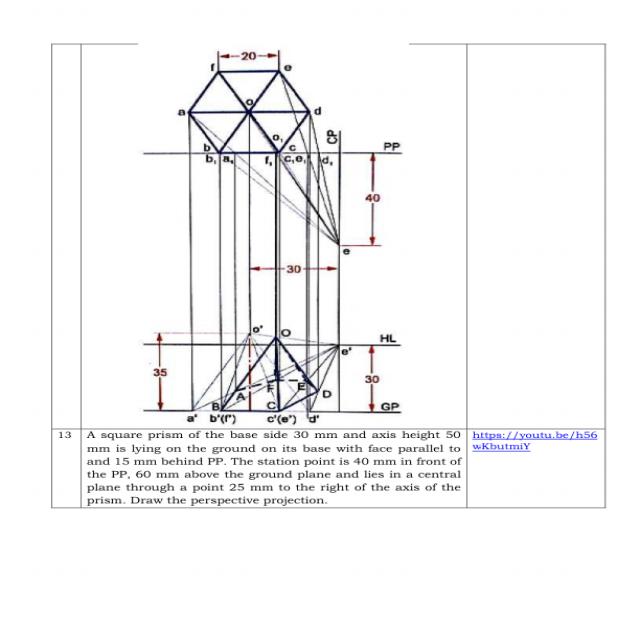 20
f
e
a
o
d
o₁
CP
b
c
PP
b₁
a₁
f₁
c₁e₁
d₁
40
e
30
o'
O
HL
e'
35
30
F
E
A
D
B
C
GP
a'
b'(f')
c'(e')
d'
13
A square prism of the base side 30 mm and axis height 50
mm is lying on the ground on its base with face parallel to
and 15 mm behind PP. The station point is 40 mm in front of
the PP, 60 mm above the ground plane and lies in a central
plane through a point 25 mm to the right of the axis of the
prism. Draw the perspective projection.
https://youtu.be/h56
wKbutmiY